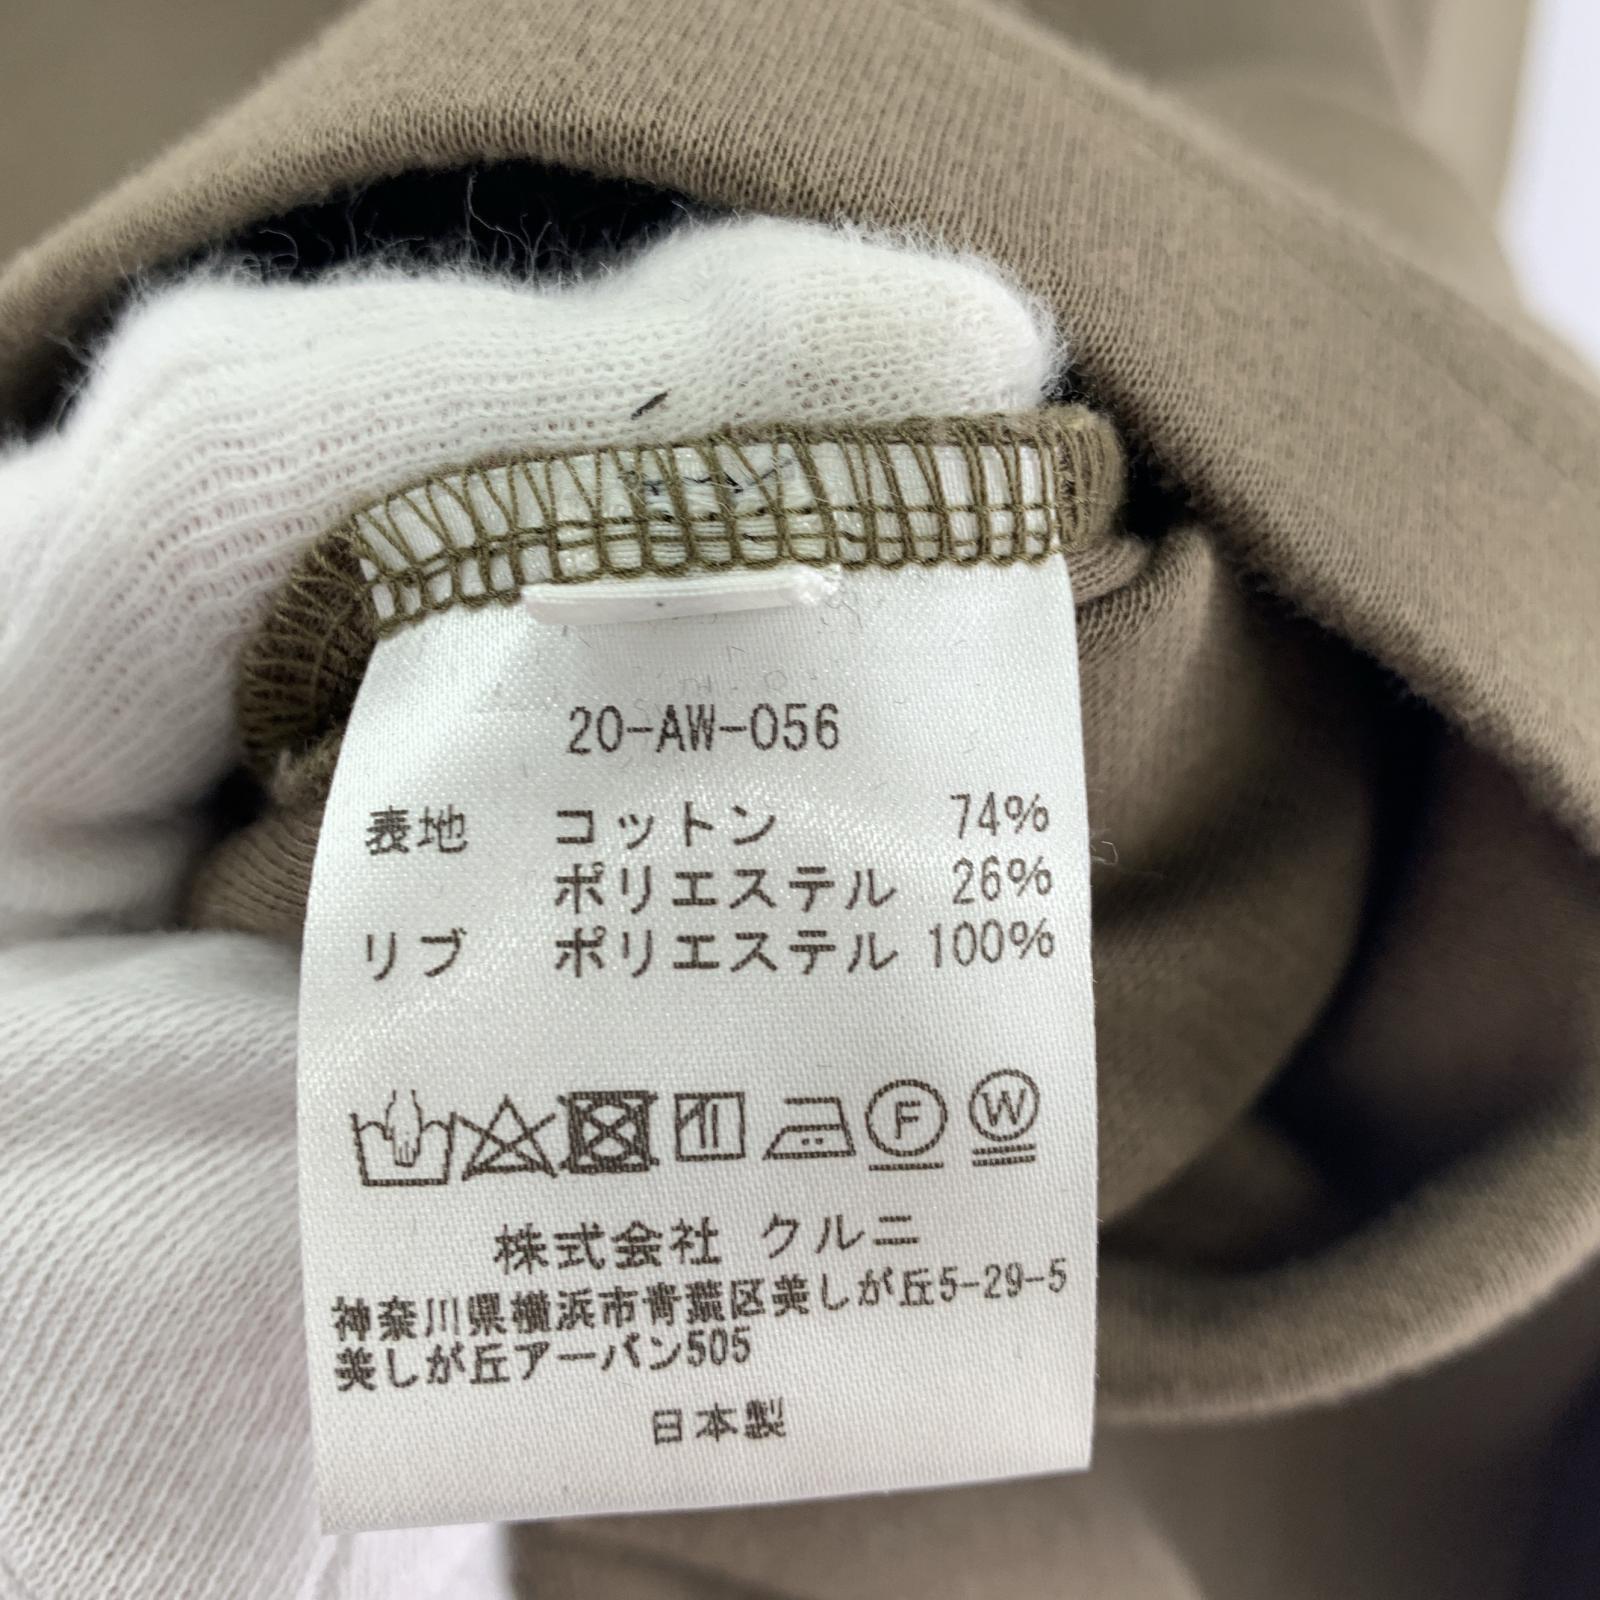 20-AW-056
表地 コットン 74%
ポリエステル 26%
リブ ポリエステル 100%
F W
株式会社 クルニ
神奈川県横浜市青葉区美しが丘5-29-5
美しが丘アーバン505
日本製